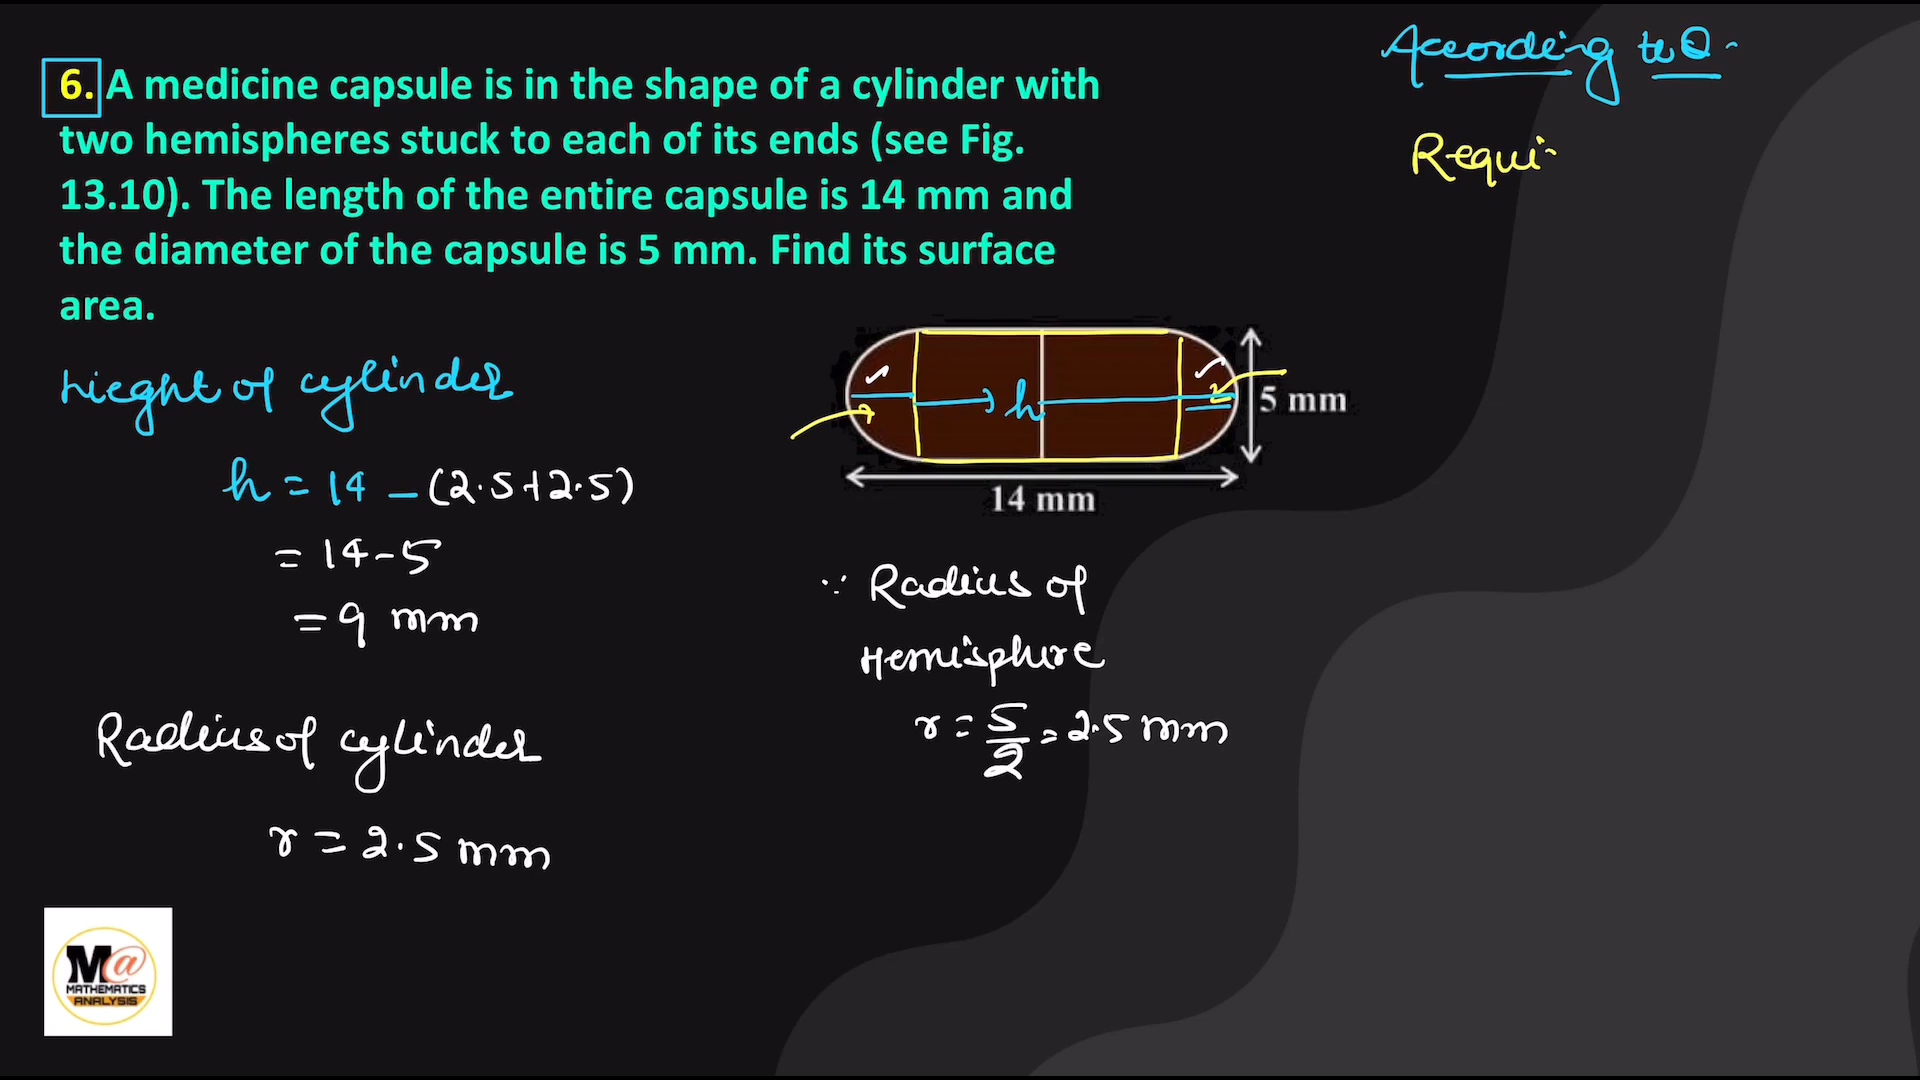 6. A medicine capsule is in the shape of a cylinder with
two hemispheres stuck to each of its ends (see Fig.
13.10). The length of the entire capsule is 14 mm and
the diameter of the capsule is 5 mm. Find its surface
area.
Hieght of cylinder
h = 14 – (2.5+2.5)
= 14-5
= 9 mm
Radius of cylinder
r = 2.5 mm
h
5 mm
14 mm
∵ Radius of
Hemisphere
r = 5/2 = 2.5 mm
According to Q.
Requi
M@
MATHEMATICS
ANALYSIS